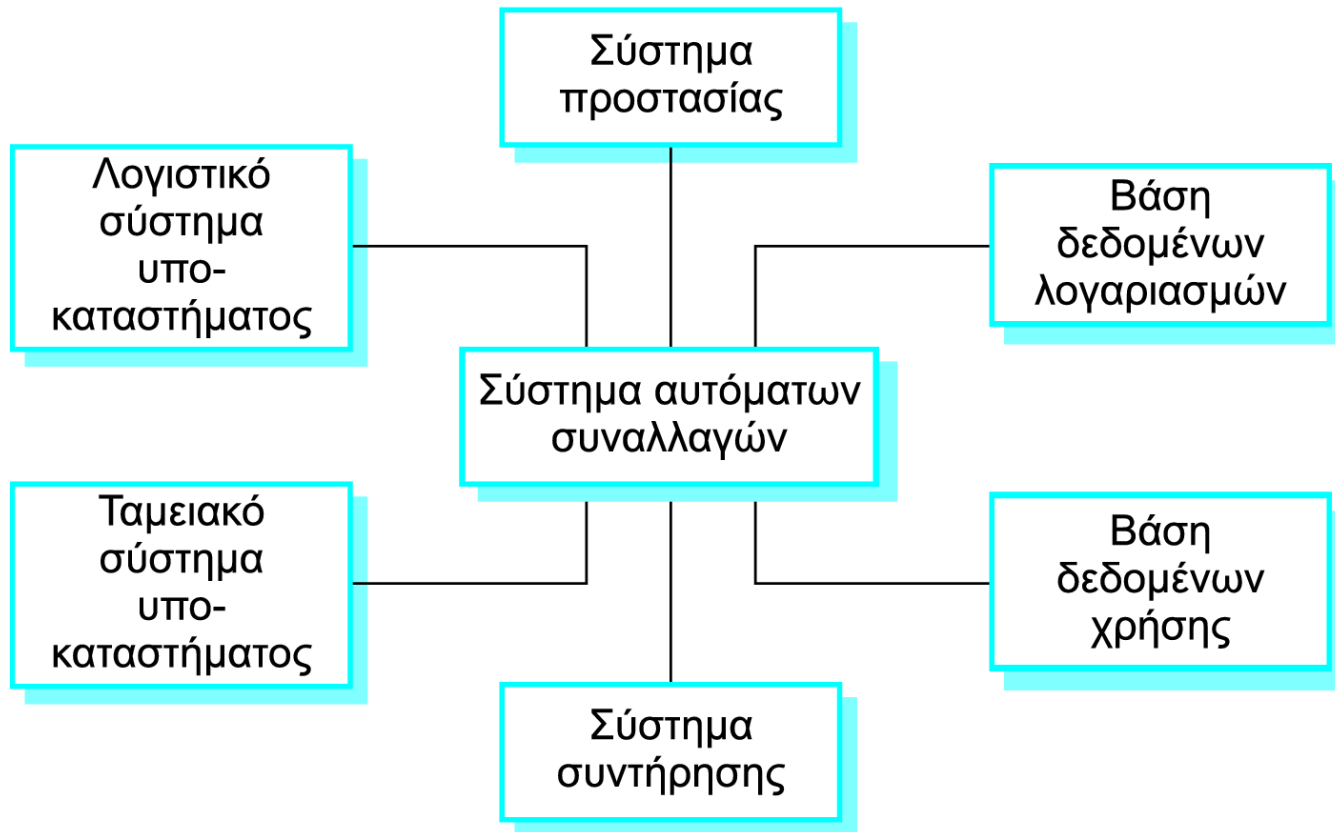 Σύστημα
προστασίας
Λογιστικό
σύστημα
υπο-
καταστήματος
Βάση
δεδομένων
λογαριασμών
Σύστημα αυτόματων
συναλλαγών
Ταμειακό
σύστημα
υπο-
καταστήματος
Βάση
δεδομένων
χρήσης
Σύστημα
συντήρησης